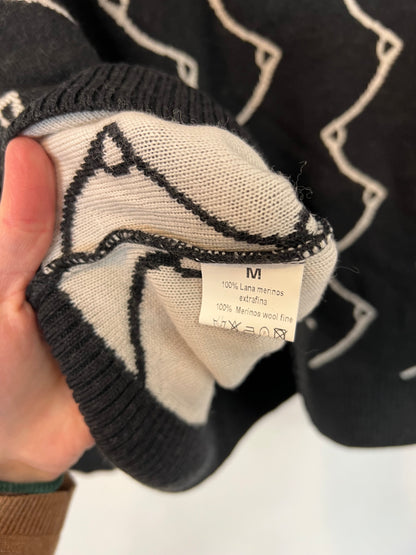 M
100% Lana merinos
extrafina
100% Merinos wool fine